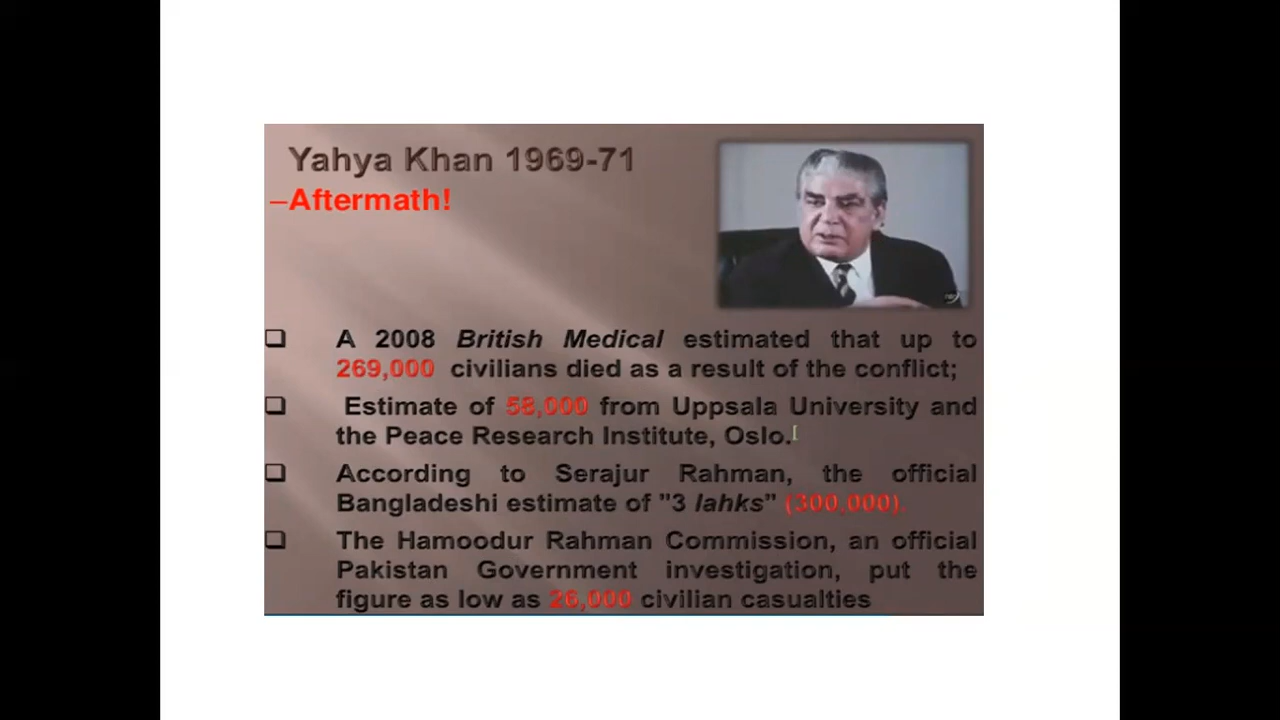 Yahya Khan 1969-71
–Aftermath!
A 2008 British Medical estimated that up to
269,000 civilians died as a result of the conflict;
Estimate of 58,000 from Uppsala University and
the Peace Research Institute, Oslo.
According to Serajur Rahman, the official
Bangladeshi estimate of "3 lahks" (300,000).
The Hamoodur Rahman Commission, an official
Pakistan Government investigation, put the
figure as low as 26,000 civilian casualties